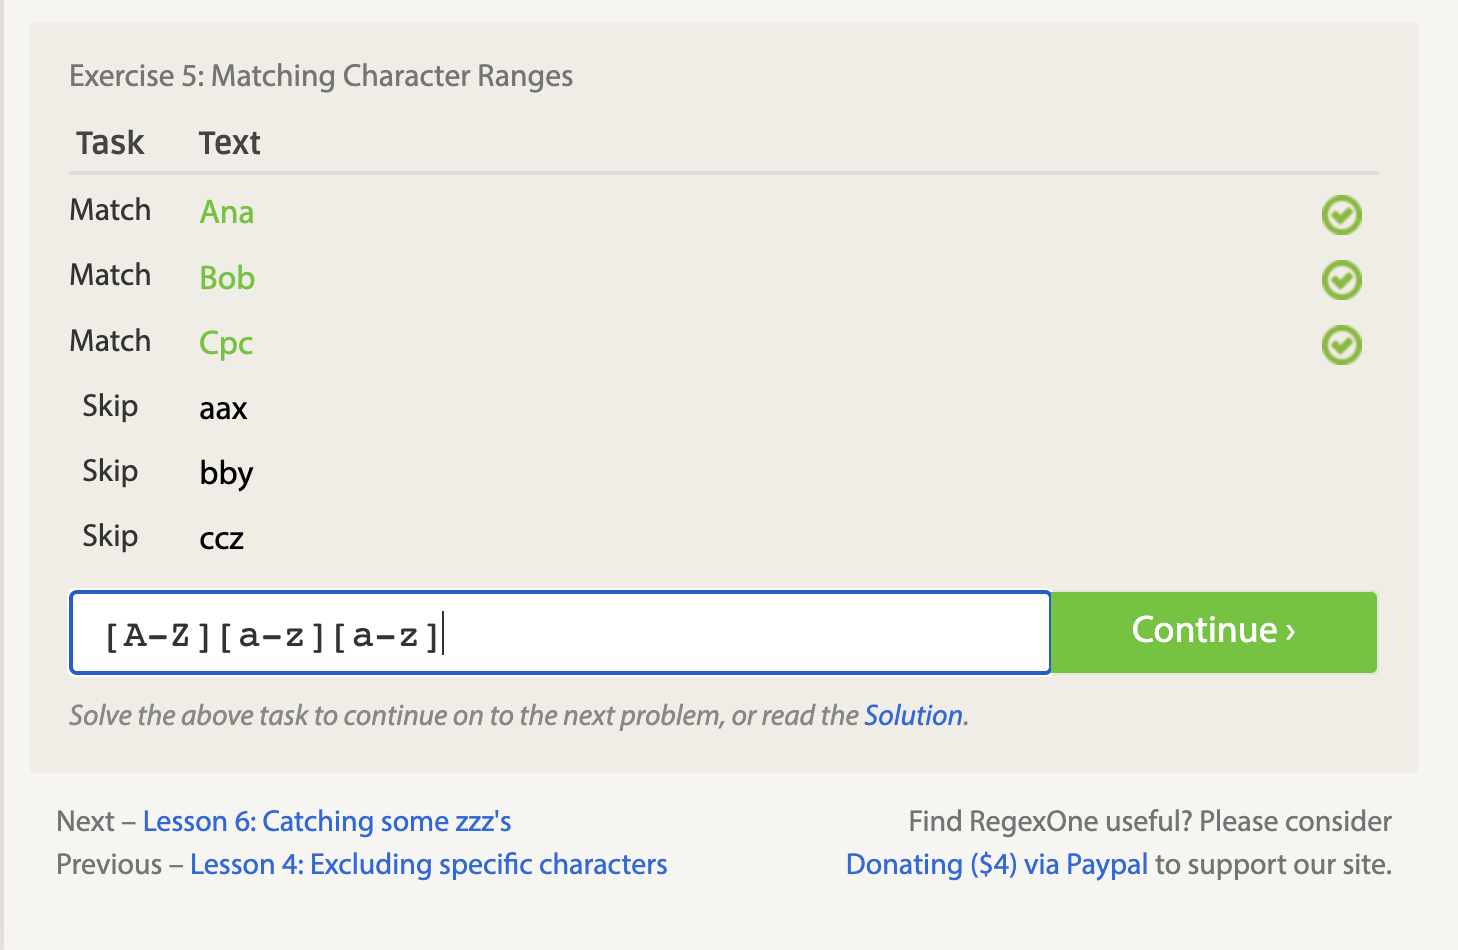 Exercise 5: Matching Character Ranges
Task Text
Match Ana
Match Bob
Match Cpc
Skip aax
Skip bby
Skip ccz
[A-Z][a-z][a-z] Continue ›
Solve the above task to continue on to the next problem, or read the Solution.
Next – Lesson 6: Catching some zzz's
Previous – Lesson 4: Excluding specific characters
Find RegexOne useful? Please consider
Donating ($4) via Paypal to support our site.